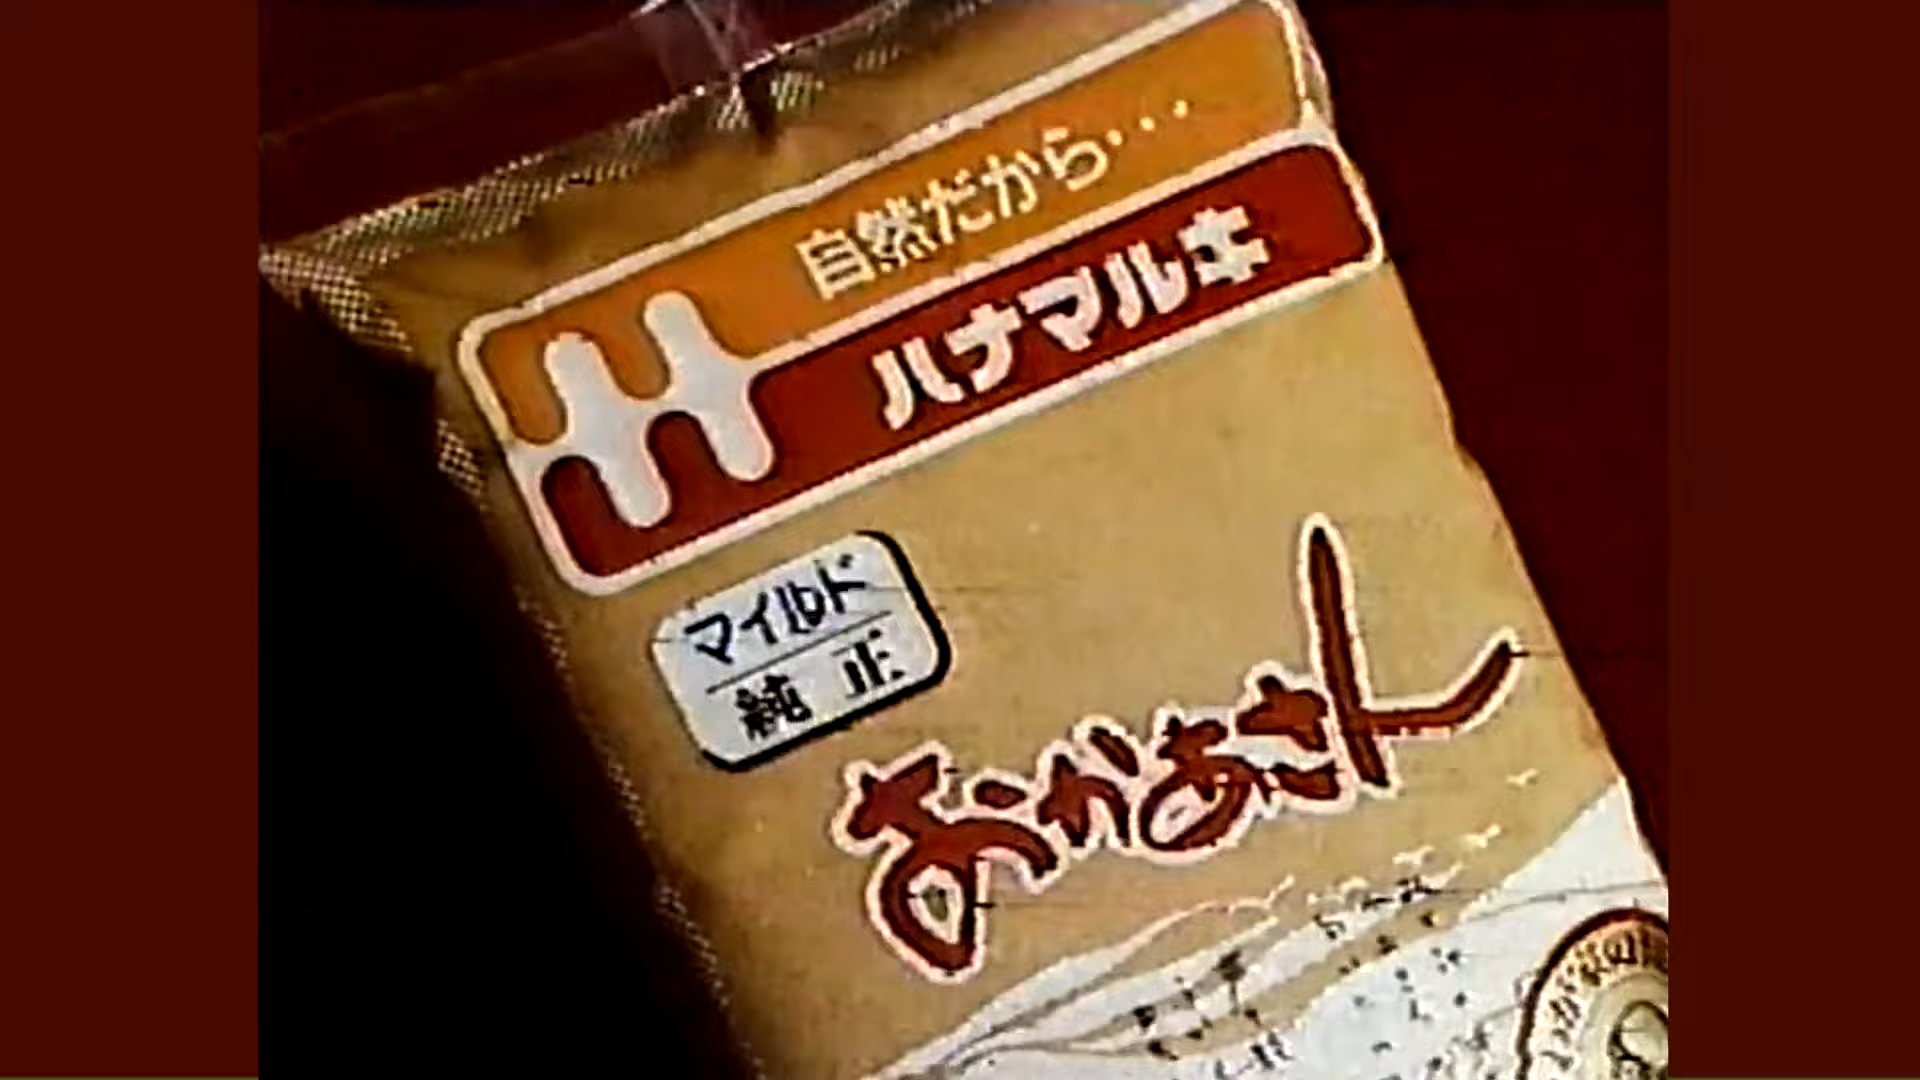 自然だから・・・
ハナマルキ
マイルド
純正
おかあさん